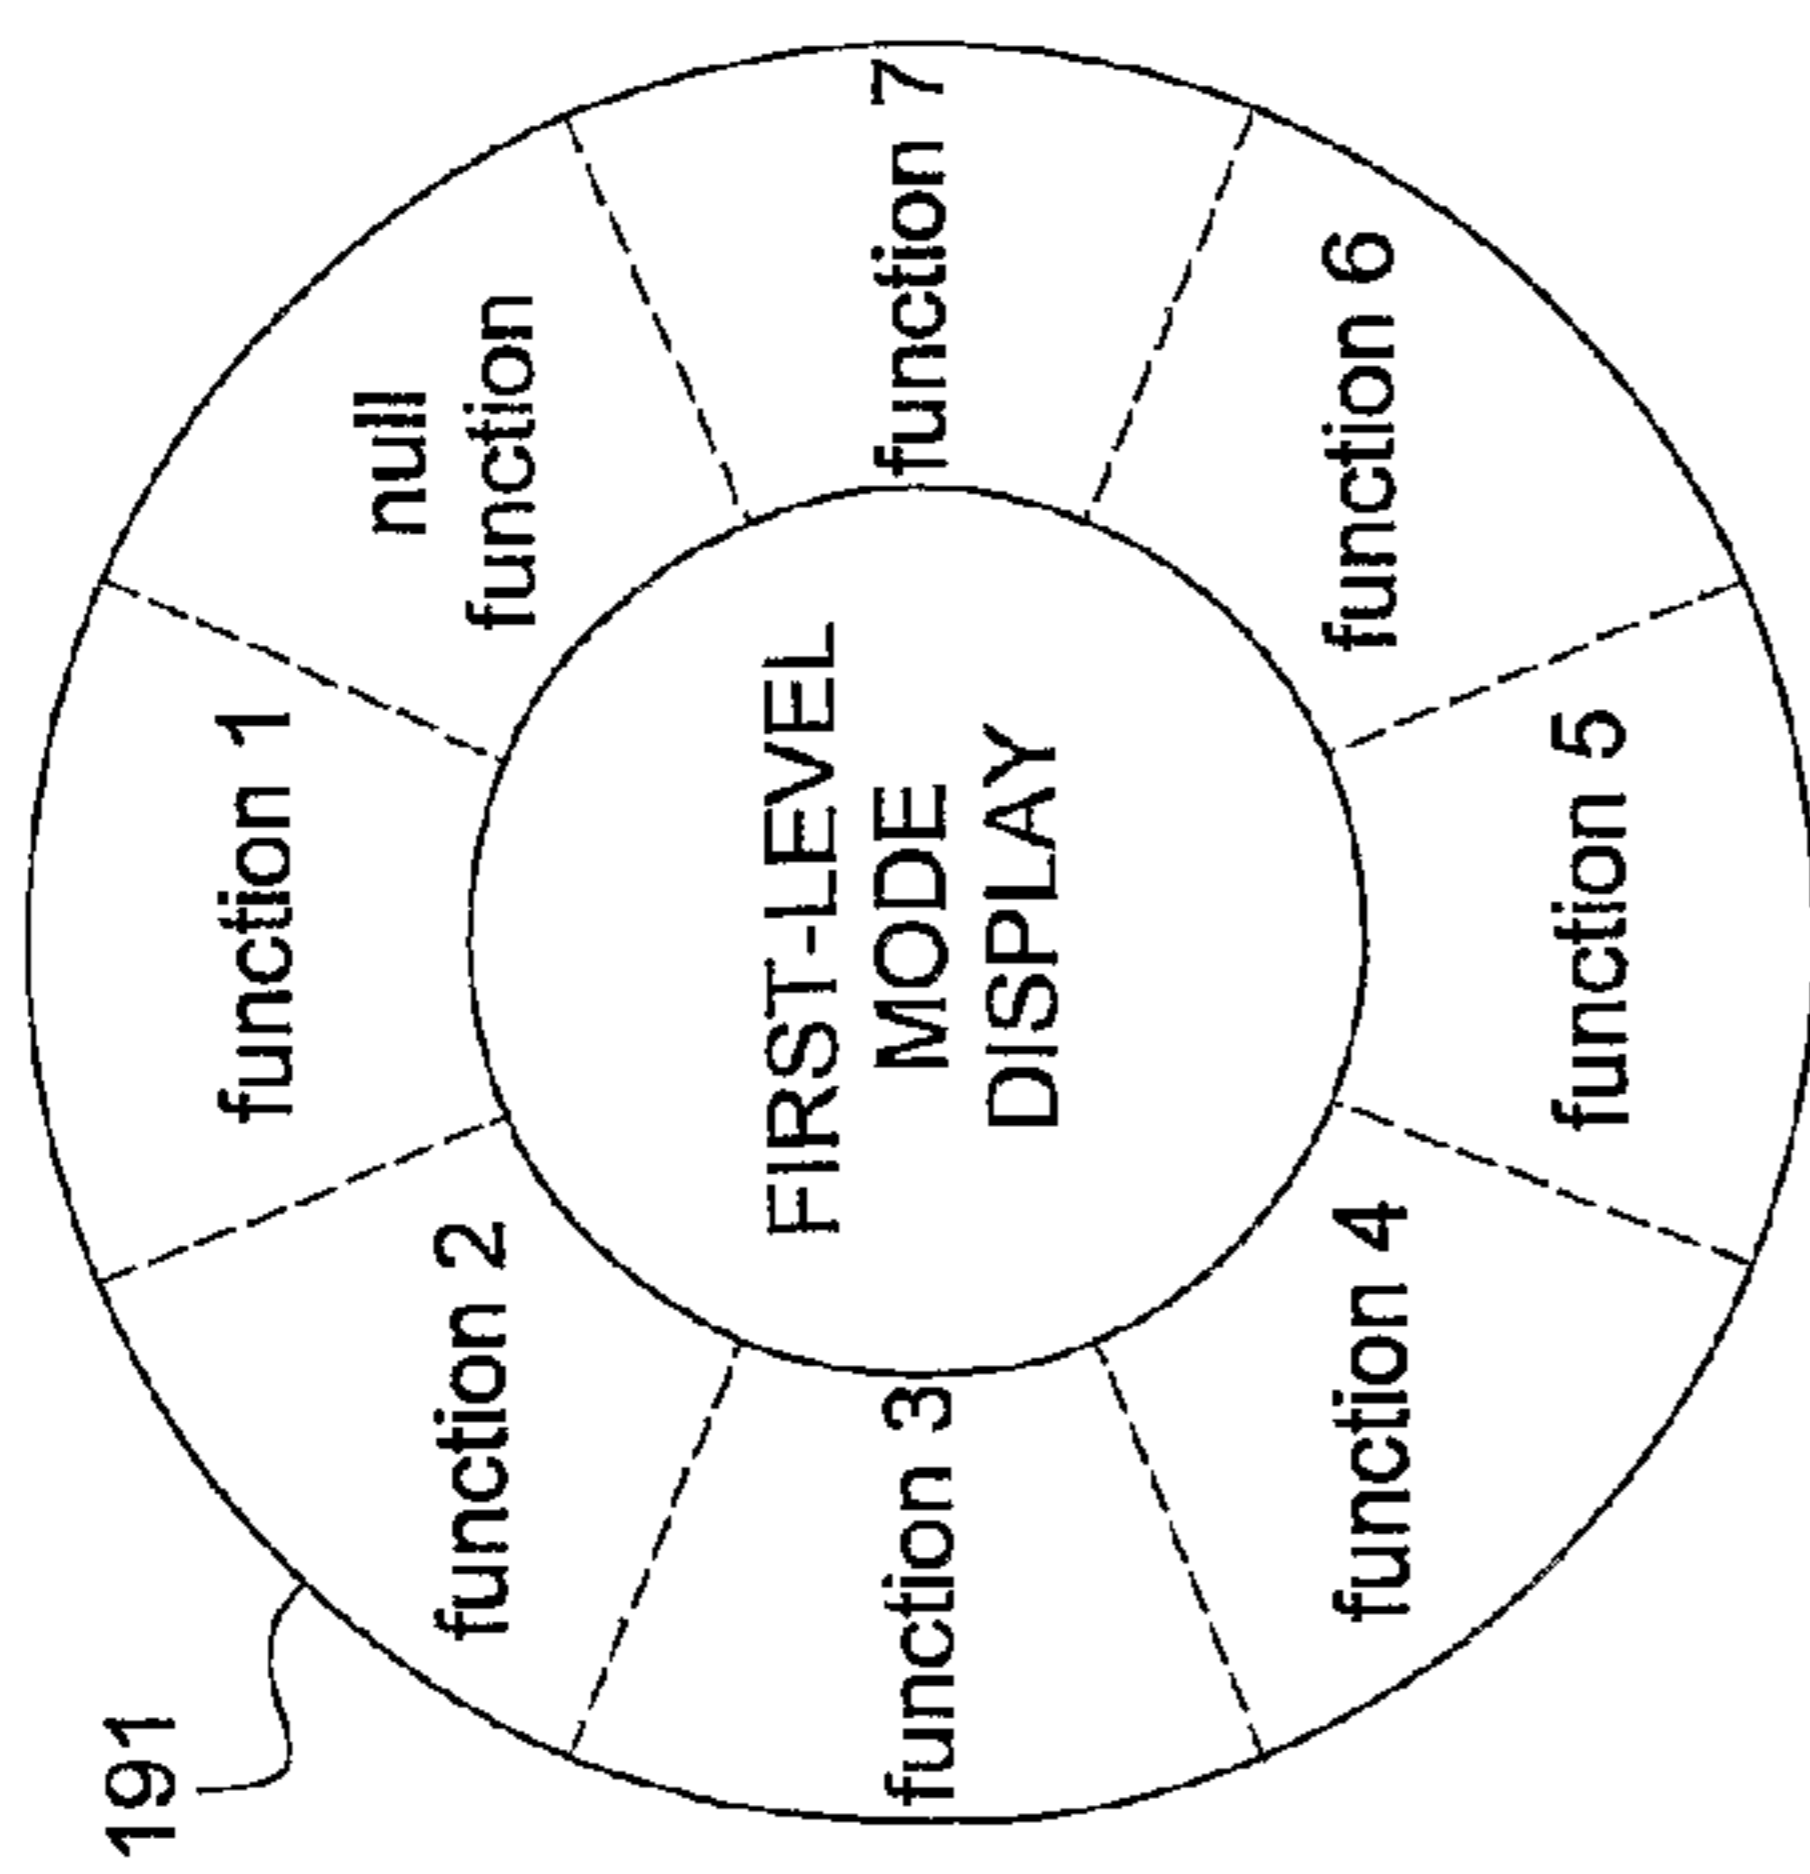 191
function 1
null
function
function 2
FIRST-LEVEL
MODE
DISPLAY
function 7
function 3
function 6
function 4
function 5